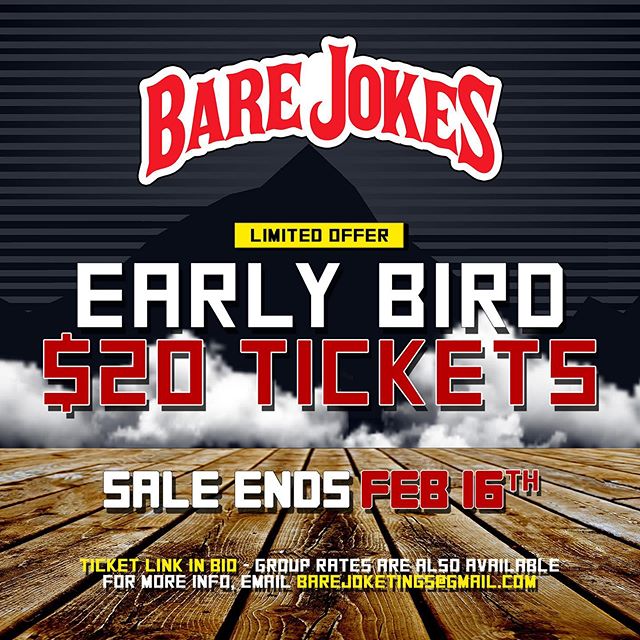 BARE JOKES
LIMITED OFFER
EARLY BIRD
$20 TICKETS
SALE ENDS FEB 16TH
TICKET LINK IN BIO - GROUP RATES ARE ALSO AVAILABLE
FOR MORE INFO, EMAIL BAREJOKETINGS@GMAIL.COM